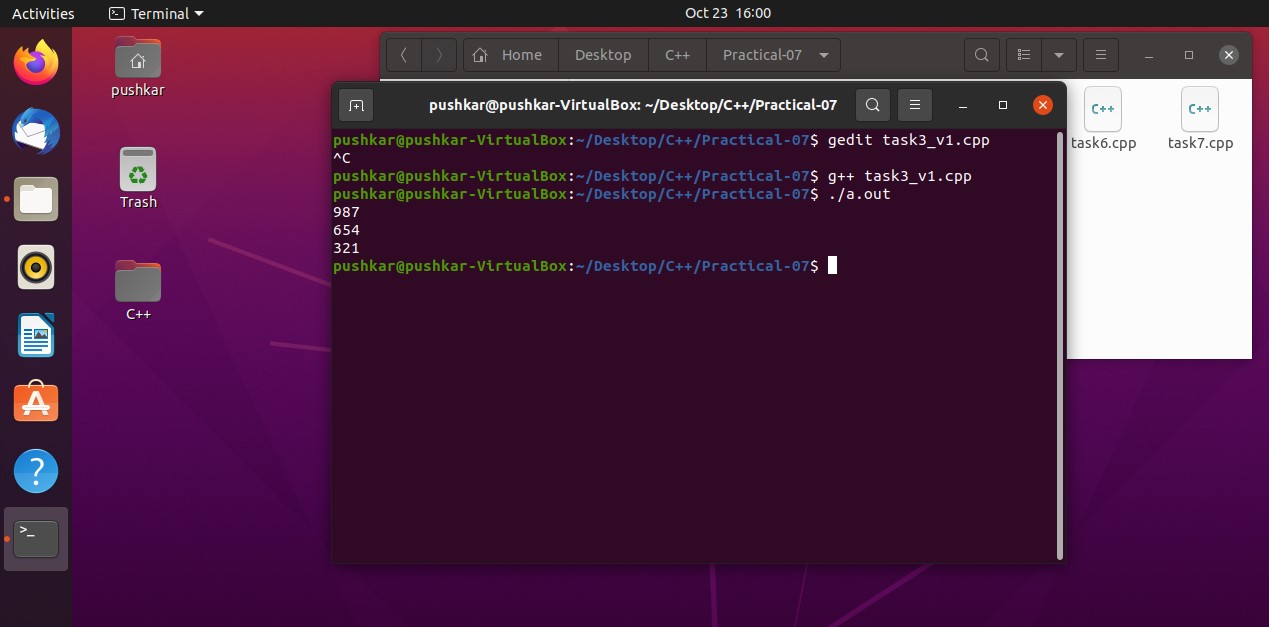 Activities
Terminal
Oct 23 16:00
pushkar
Trash
C++
Home
Desktop
C++
Practical-07
C++
task6.cpp
C++
task7.cpp
pushkar@pushkar-VirtualBox: ~/Desktop/C++/Practical-07
pushkar@pushkar-VirtualBox:~/Desktop/C++/Practical-07$ gedit task3_v1.cpp
^C
pushkar@pushkar-VirtualBox:~/Desktop/C++/Practical-07$ g++ task3_v1.cpp
pushkar@pushkar-VirtualBox:~/Desktop/C++/Practical-07$ ./a.out
987
654
321
pushkar@pushkar-VirtualBox:~/Desktop/C++/Practical-07$